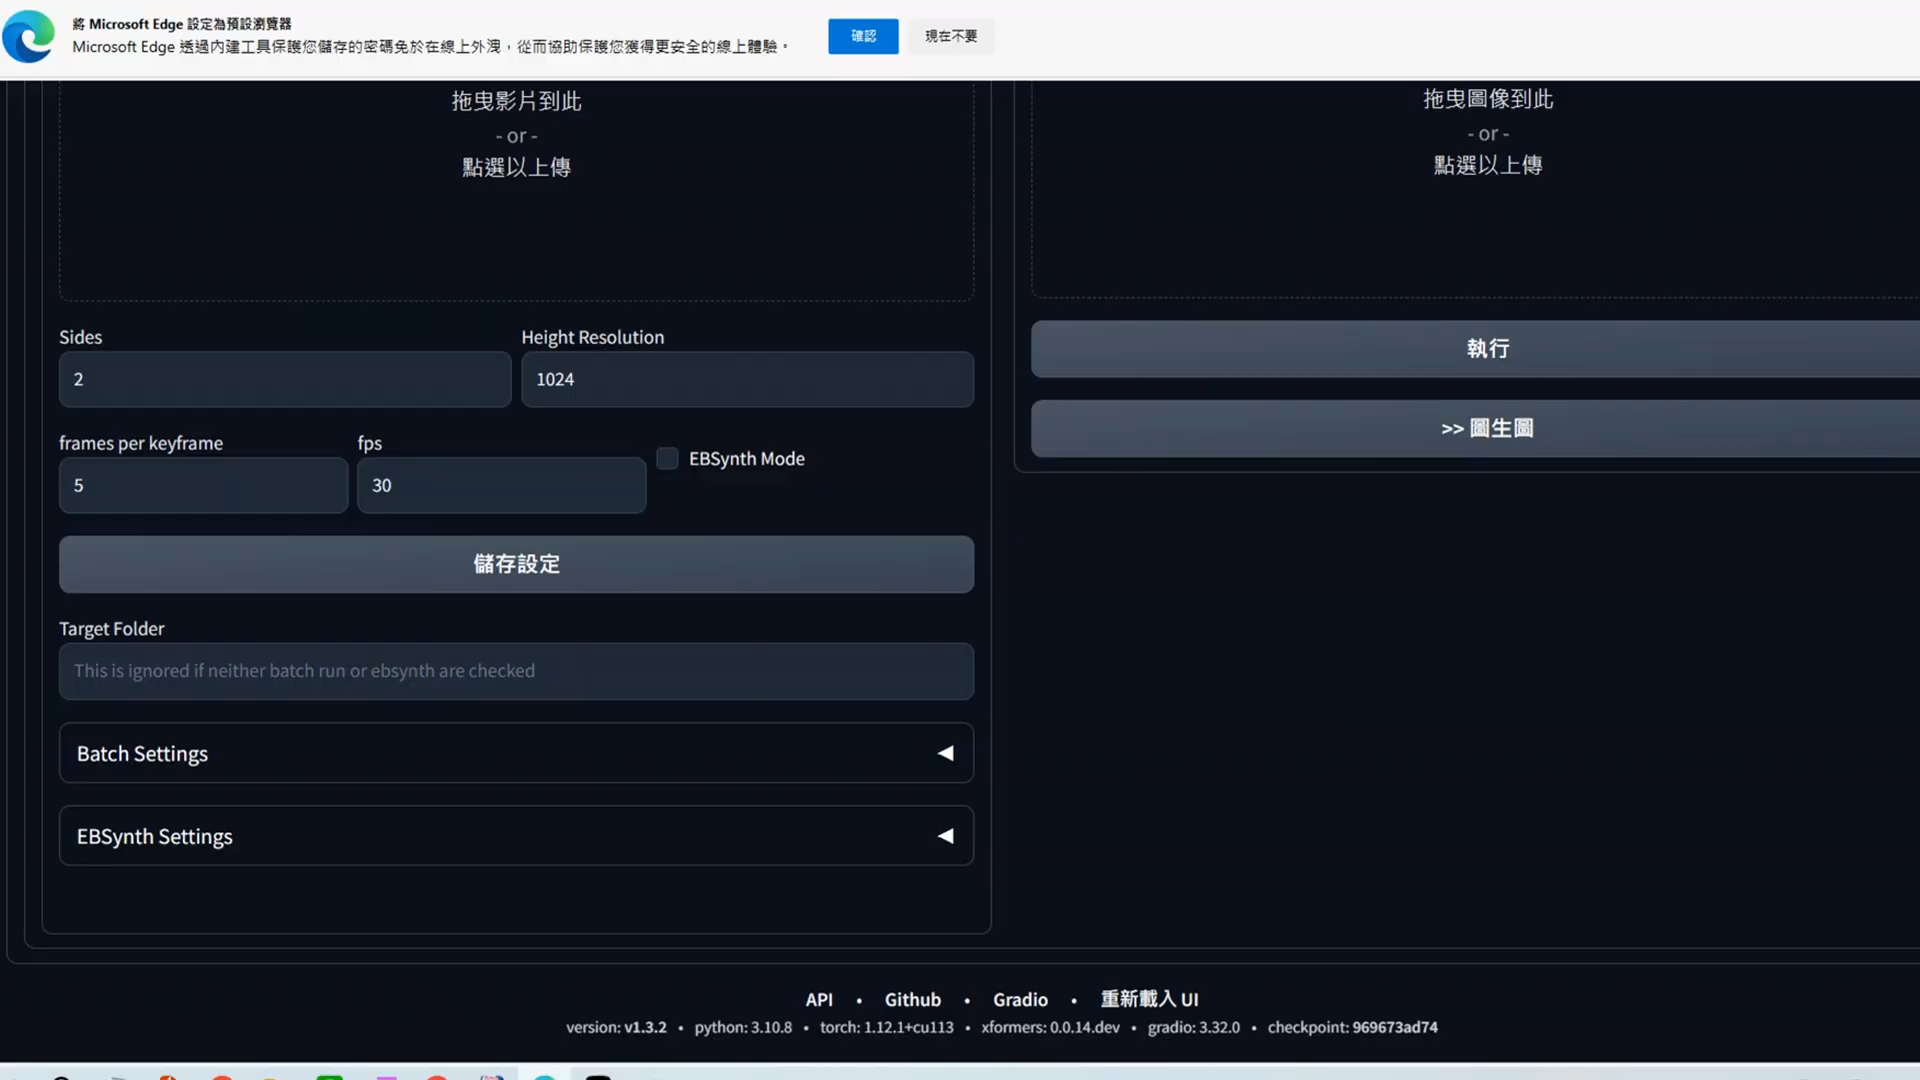 將 Microsoft Edge 設定為預設瀏覽器
Microsoft Edge 透過內建工具保護您儲存的密碼免於在線上外洩，從而協助保護您獲得更安全的線上體驗。
確認
現在不要
拖曳影片到此
- or -
點選以上傳
拖曳圖像到此
- or -
點選以上傳
Sides
Height Resolution
2
1024
frames per keyframe
fps
EBSynth Mode
5
30
儲存設定
Target Folder
This is ignored if neither batch run or ebsynth are checked
Batch Settings
EBSynth Settings
執行
>> 圖生圖
API • Github • Gradio • 重新載入 UI
version: v1.3.2 • python: 3.10.8 • torch: 1.12.1+cu113 • xformers: 0.0.14.dev • gradio: 3.32.0 • checkpoint: 969673ad74